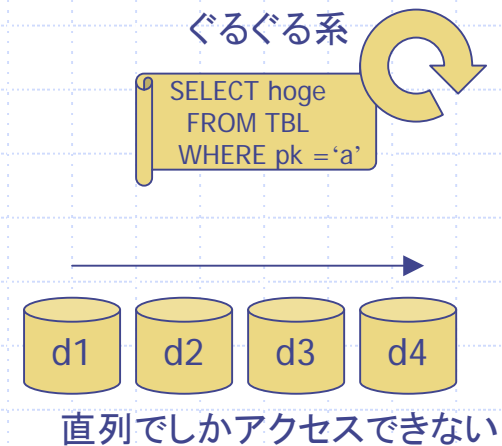 ぐるぐる系
SELECT hoge
FROM TBL
WHERE pk =‘a’
d1 d2 d3 d4
直列でしかアクセスできない